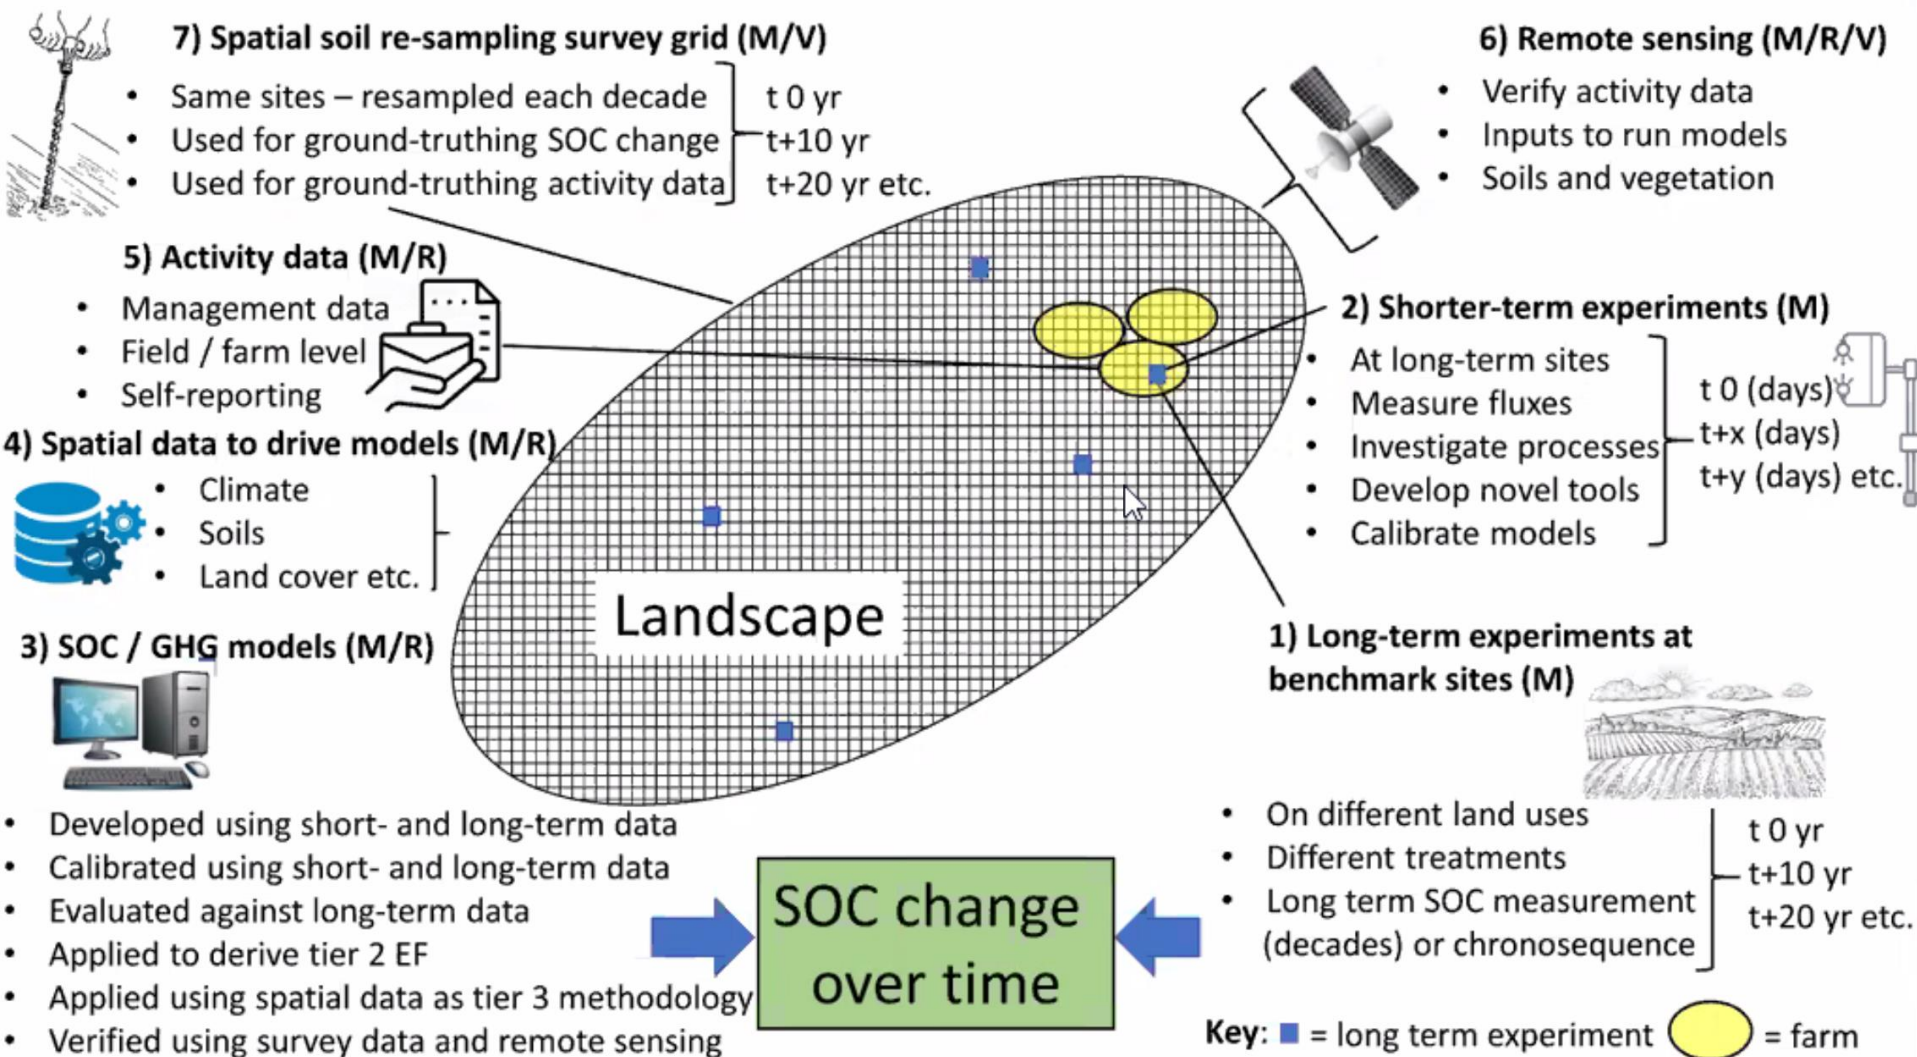 7) Spatial soil re-sampling survey grid (M/V)
• Same sites – resampled each decade
• Used for ground-truthing SOC change
• Used for ground-truthing activity data
t 0 yr
t+10 yr
t+20 yr etc.
6) Remote sensing (M/R/V)
• Verify activity data
• Inputs to run models
• Soils and vegetation
5) Activity data (M/R)
• Management data
• Field / farm level
• Self-reporting
2) Shorter-term experiments (M)
• At long-term sites
• Measure fluxes
• Investigate processes
• Develop novel tools
• Calibrate models
t 0 (days)
t+x (days)
t+y (days) etc.
4) Spatial data to drive models (M/R)
• Climate
• Soils
• Land cover etc.
Landscape
3) SOC / GHG models (M/R)
• Developed using short- and long-term data
• Calibrated using short- and long-term data
• Evaluated against long-term data
• Applied to derive tier 2 EF
• Applied using spatial data as tier 3 methodology
• Verified using survey data and remote sensing
1) Long-term experiments at
benchmark sites (M)
• On different land uses
• Different treatments
• Long term SOC measurement
(decades) or chronosequence
t 0 yr
t+10 yr
t+20 yr etc.
SOC change
over time
Key: = long term experiment = farm